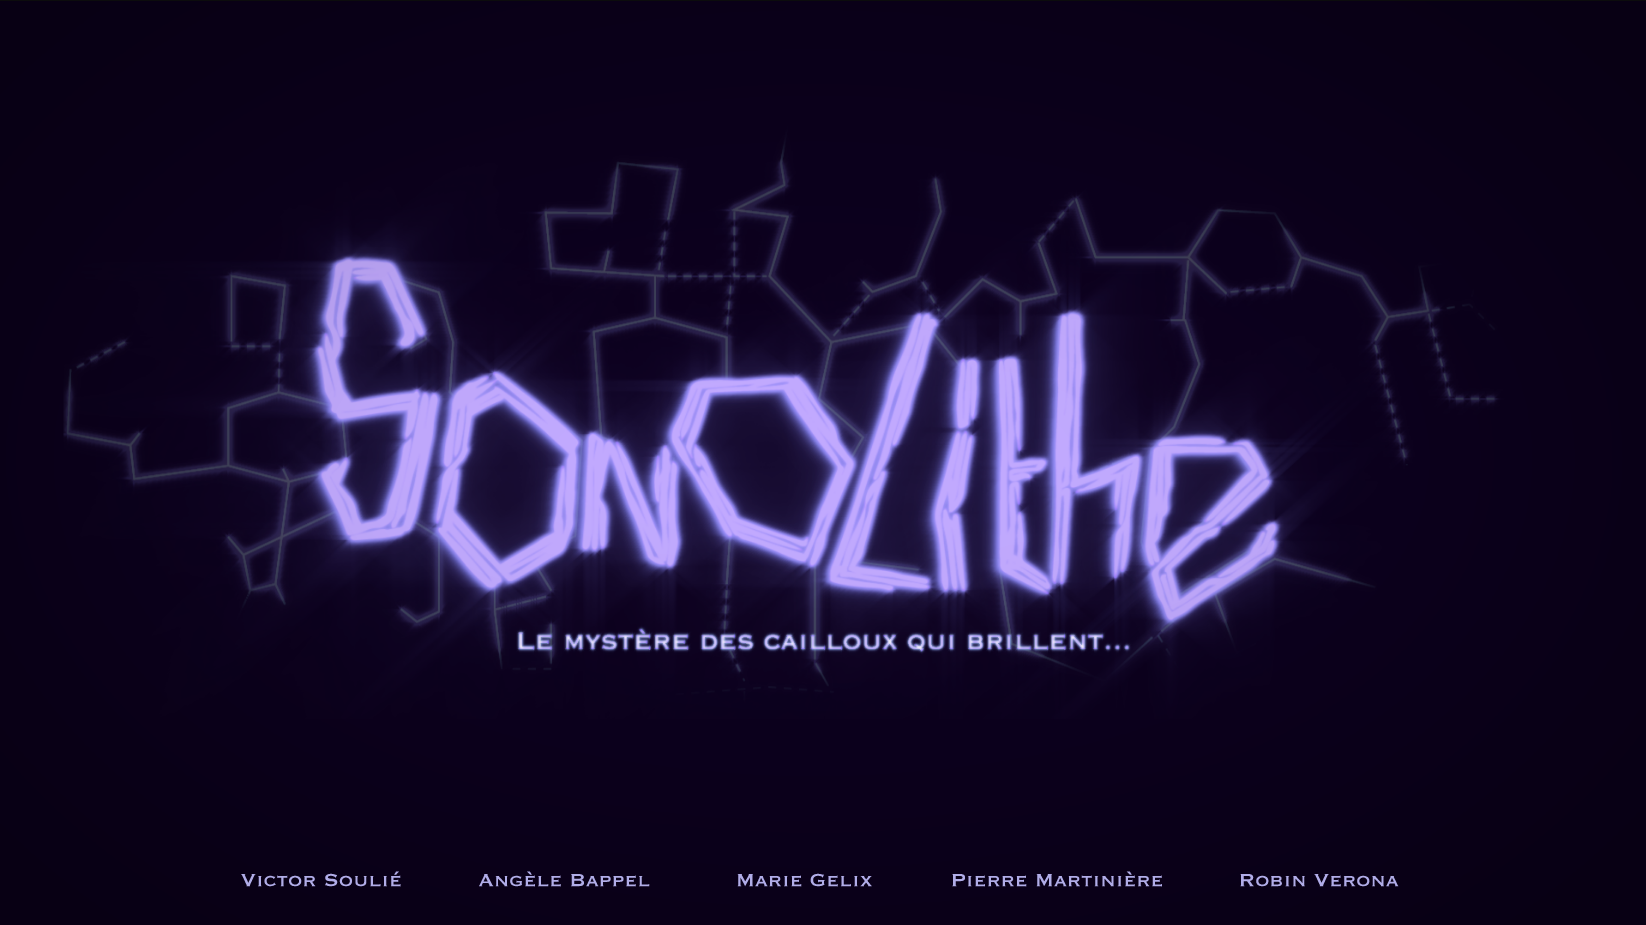 SonoLithe
Le mystère des cailloux qui brillent...
Victor Soulié Angèle Bappel Marie Gelix Pierre Martinière Robin Verona